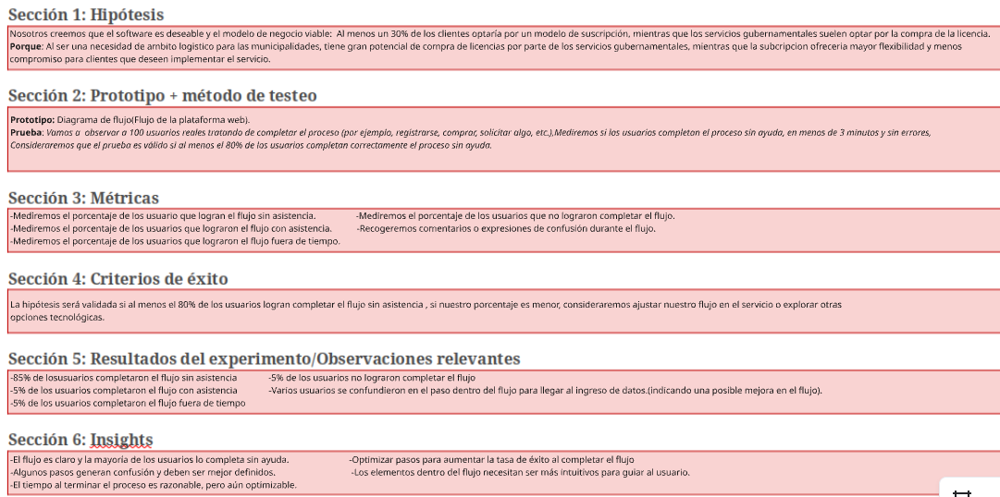 Sección 1: Hipótesis
Nosotros creemos que el software es deseable y el modelo de negocio viable: Al menos un 30% de los clientes optaría por un modelo de suscripción, mientras que los servicios gubernamentales suelen optar por la compra de la licencia.
Porque: Al ser una necesidad de ambito logistico para las municipalidades, tiene gran potencial de compra de licencias por parte de los servicios gubernamentales, mientras que la subcripcion ofreceria mayor flexibilidad y menos
compromiso para clientes que deseen implementar el servicio.
Sección 2: Prototipo + método de testeo
Prototipo: Diagrama de flujo(Flujo de la plataforma web).
Prueba: Vamos a observar a 100 usuarios reales tratando de completar el proceso (por ejemplo, registrarse, comprar, solicitar algo, etc.),Mediremos si los usuarios completan el proceso sin ayuda, en menos de 3 minutos y sin errores,
Consideraremos que el prueba es válido si al menos el 80% de los usuarios completan correctamente el proceso sin ayuda.
Sección 3: Métricas
-Mediremos el porcentaje de los usuario que logran el flujo sin asistencia. -Mediremos el porcentaje de los usuarios que no lograron completar el flujo.
-Mediremos el porcentaje de los usuarios que lograron el flujo con asistencia. -Recogeremos comentarios o expresiones de confusión durante el flujo.
-Mediremos el porcentaje de los usuarios que lograron el flujo fuera de tiempo.
Sección 4: Criterios de éxito
La hipótesis será validada si al menos el 80% de los usuarios logran completar el flujo sin asistencia , si nuestro porcentaje es menor, consideraremos ajustar nuestro flujo en el servicio o explorar otras
opciones tecnológicas.
Sección 5: Resultados del experimento/Observaciones relevantes
-85% de losusuarios completaron el flujo sin asistencia -5% de los usuarios no lograron completar el flujo
-5% de los usuarios completaron el flujo con asistencia -Varios usuarios se confundieron en el paso dentro del flujo para llegar al ingreso de datos.(indicando una posible mejora en el flujo).
-5% de los usuarios completaron el flujo fuera de tiempo
Sección 6: Insights
-El flujo es claro y la mayoría de los usuarios lo completa sin ayuda. -Optimizar pasos para aumentar la tasa de éxito al completar el flujo
-Algunos pasos generan confusión y deben ser mejor definidos. -Los elementos dentro del flujo necesitan ser más intuitivos para guiar al usuario.
-El tiempo al terminar el proceso es razonable, pero aún optimizable.